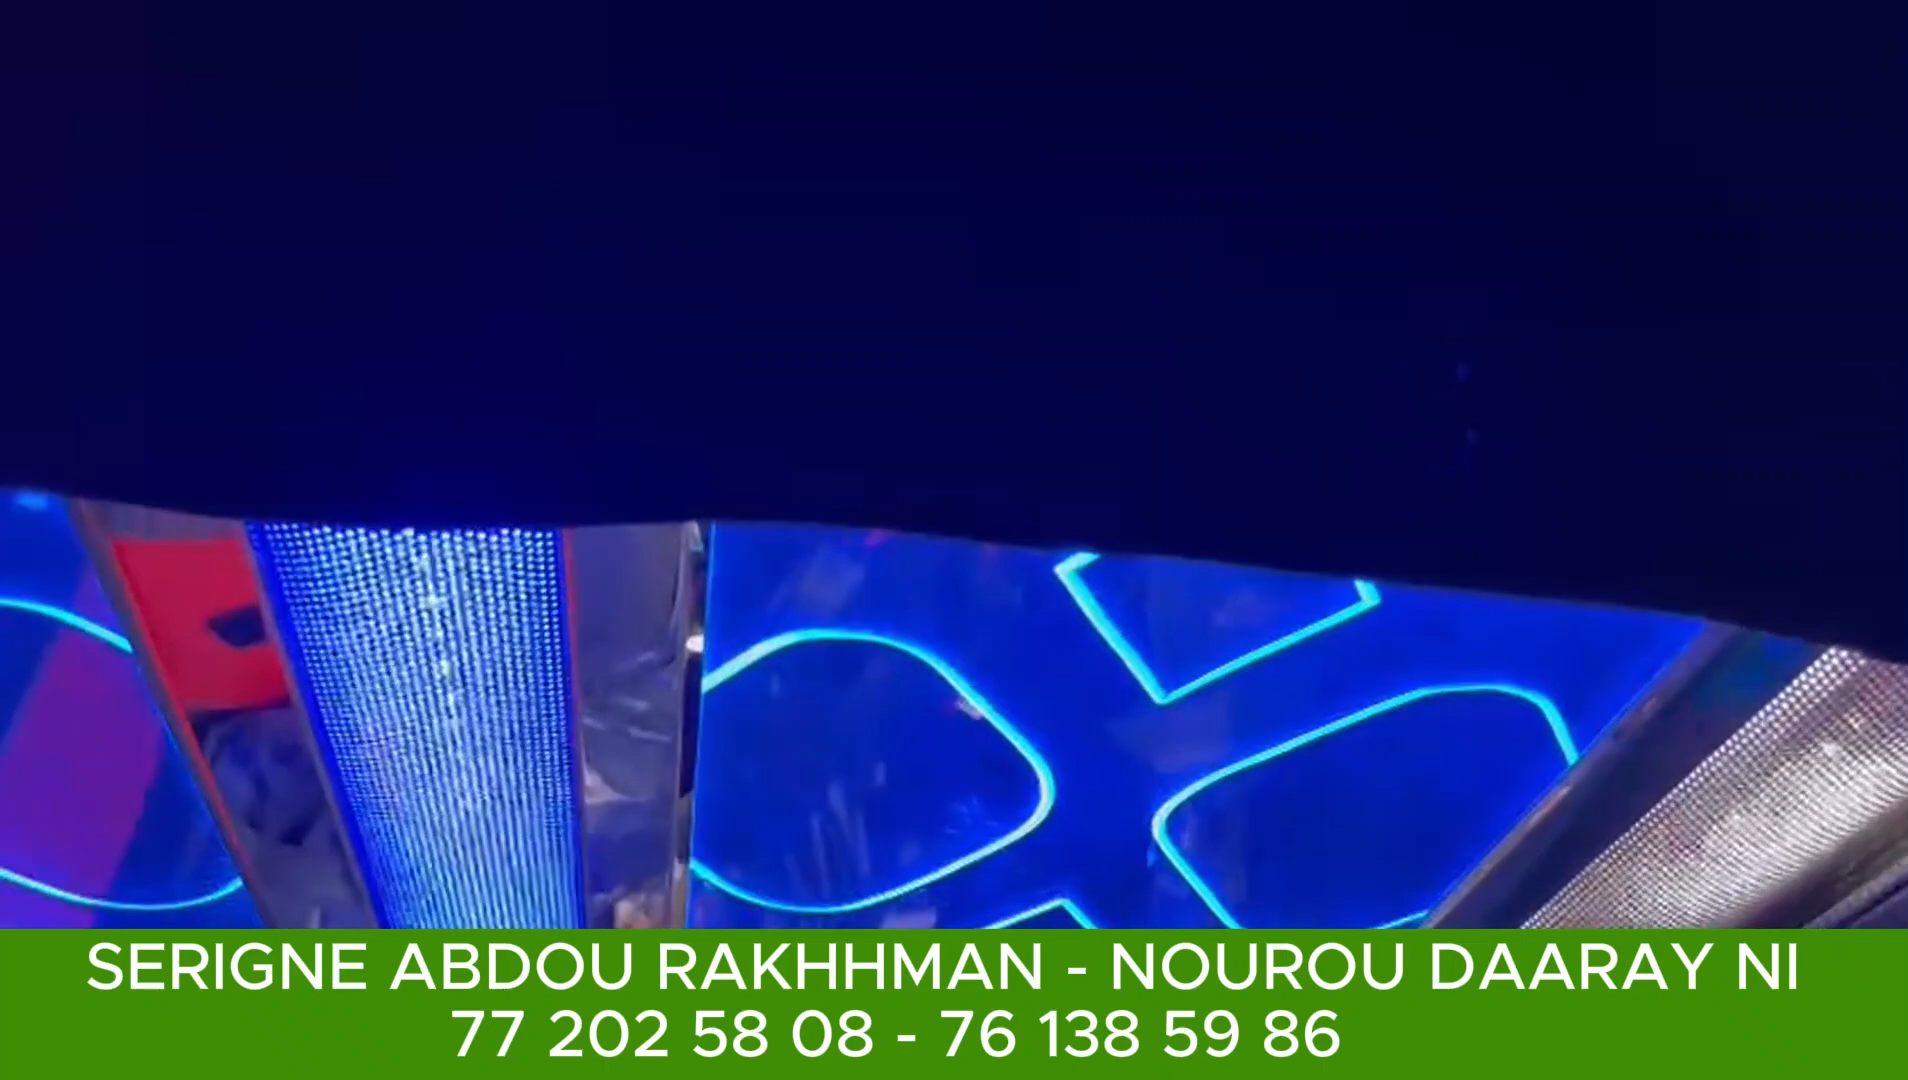 SERIGNE ABDOU RAKHHMAN - NOUROU DAARAY NI
77 202 58 08 - 76 138 59 86